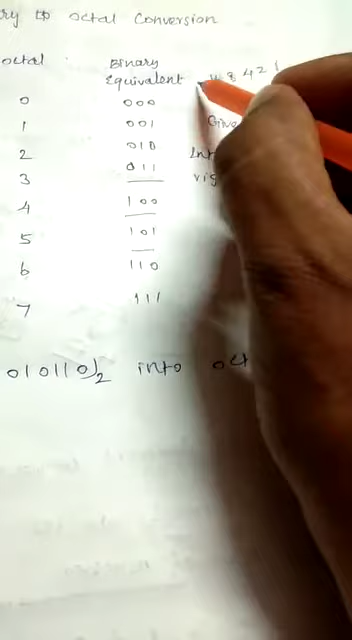 ry to octal Conversion
octal Binary
Equivalent 8 4 2 1
0 000
1 001 Give
2 010 Int
3 011 rig
4 100
5 101
6 110
7 111
010110)2 into oct